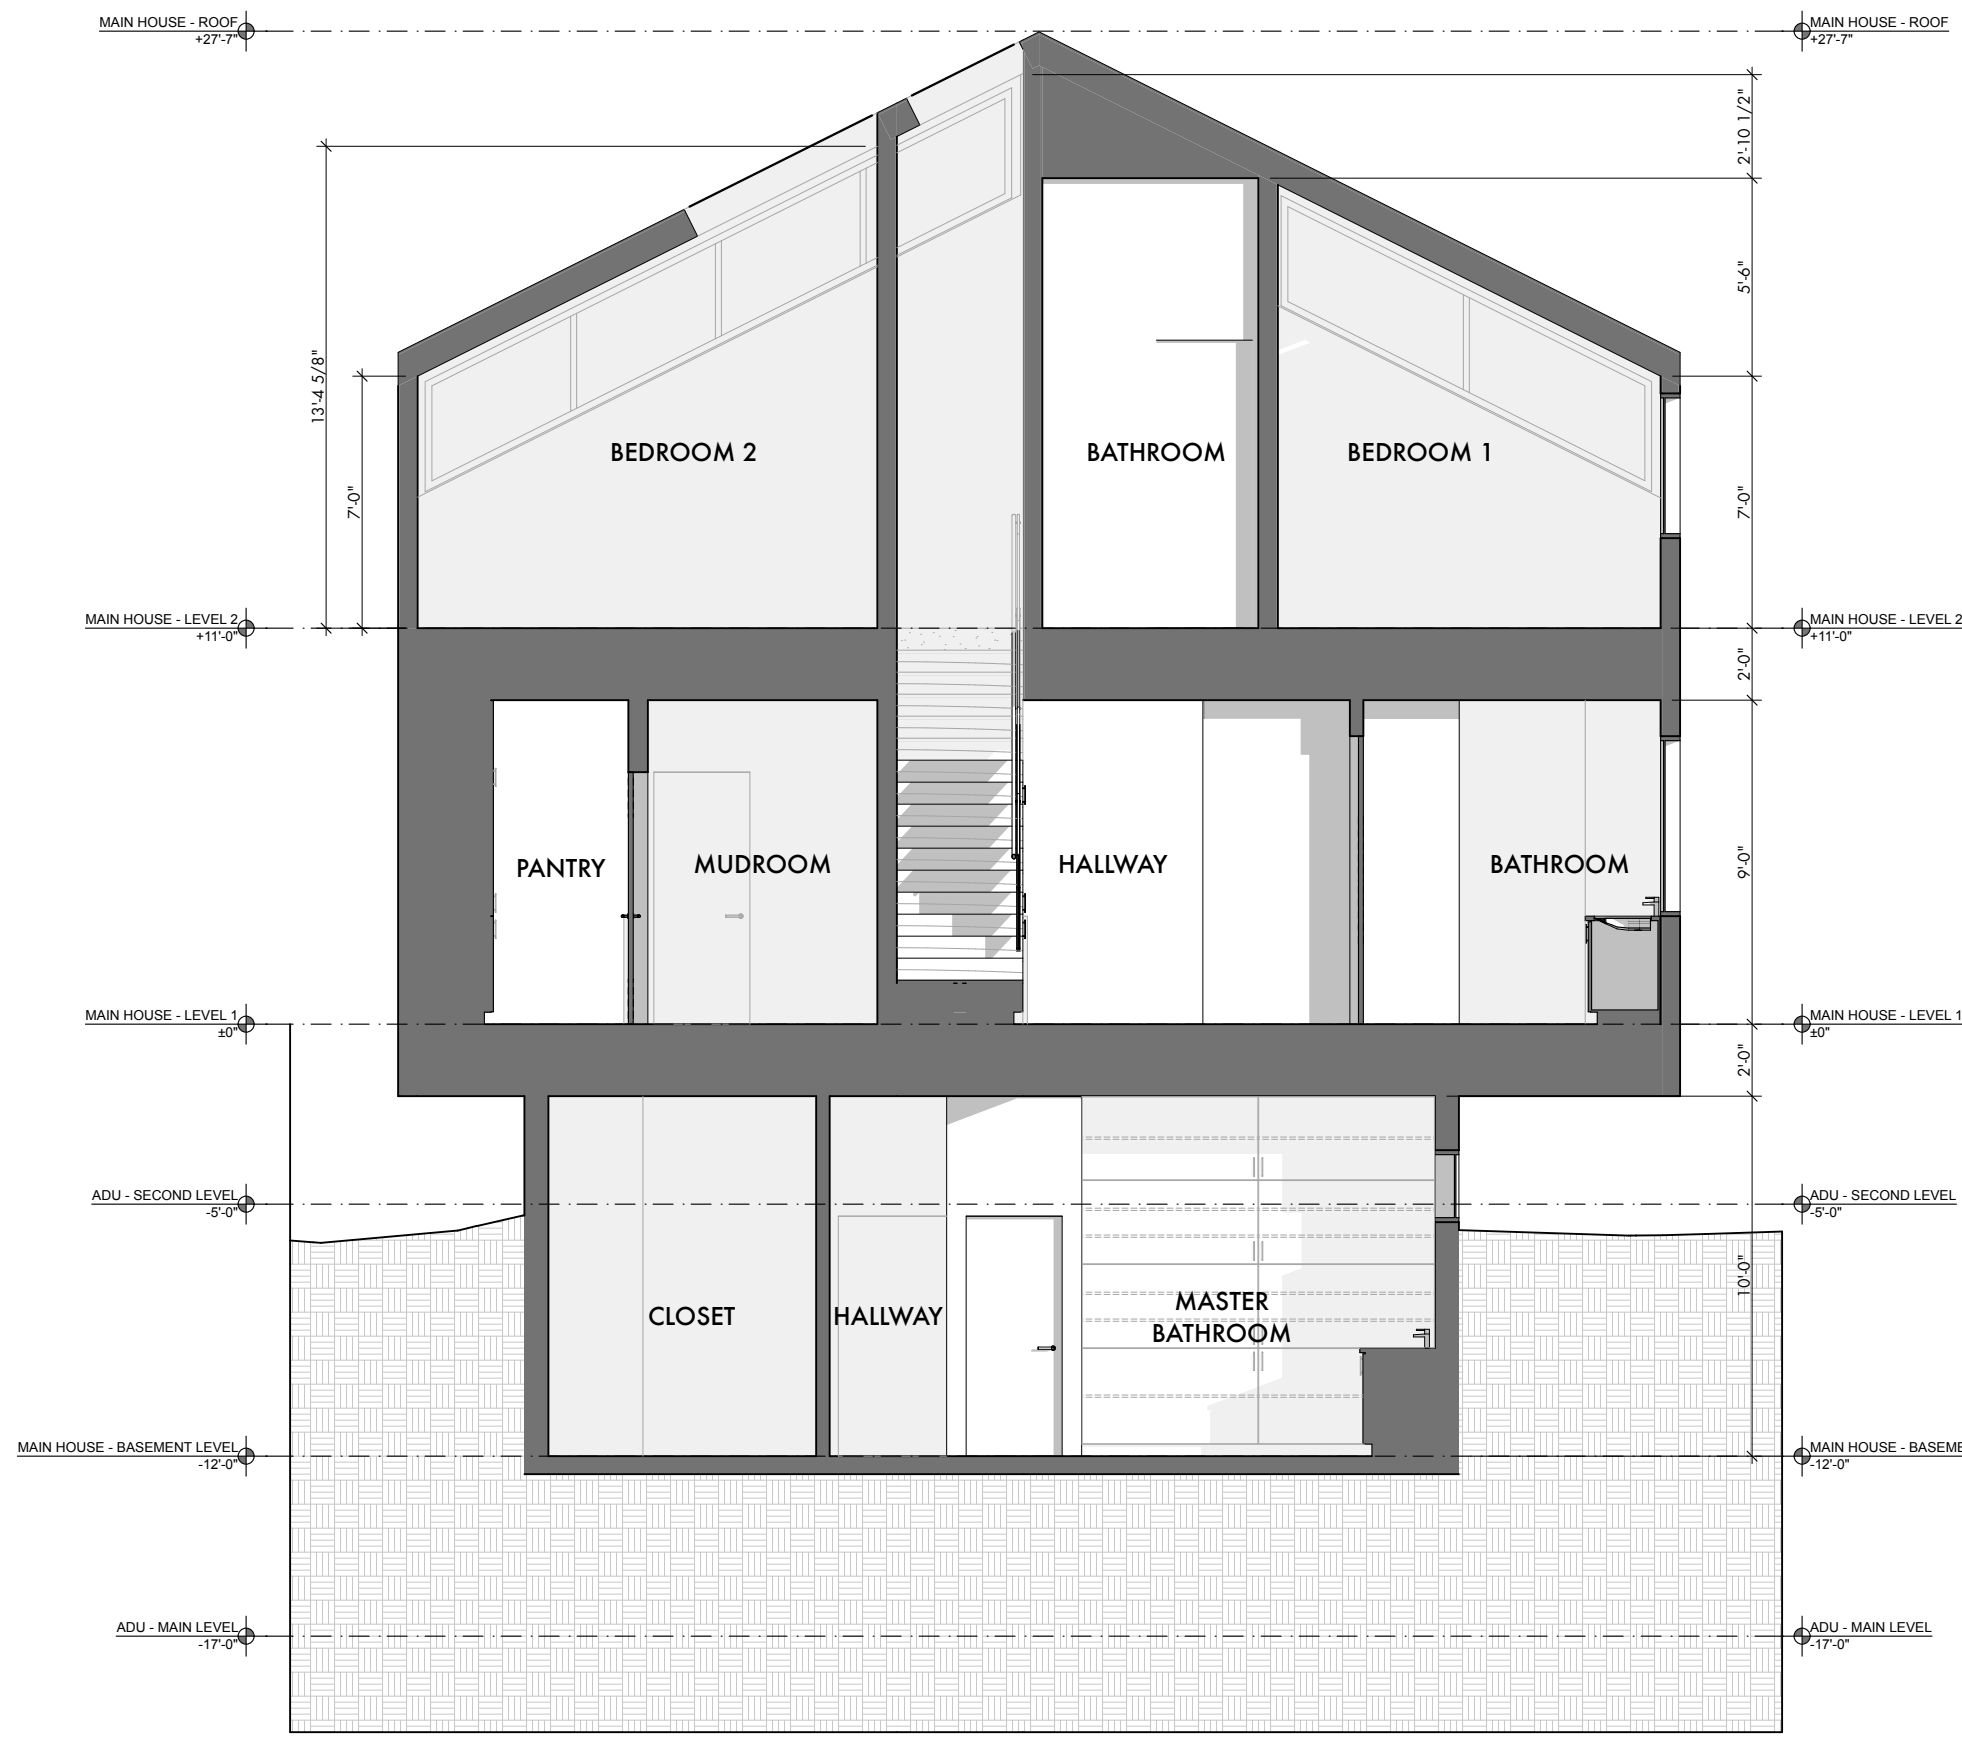 MAIN HOUSE - ROOF
+27'-7"
MAIN HOUSE - ROOF
+27'-7"
2'-10 1/2"
5'-6"
13'-4 5/8"
7'-0"
BEDROOM 2
BATHROOM
BEDROOM 1
7'-0"
MAIN HOUSE - LEVEL 2
+11'-0"
MAIN HOUSE - LEVEL 2
+11'-0"
2'-0"
PANTRY
MUDROOM
HALLWAY
BATHROOM
9'-0"
MAIN HOUSE - LEVEL 1
±0"
MAIN HOUSE - LEVEL 1
±0"
2'-0"
ADU - SECOND LEVEL
-5'-0"
ADU - SECOND LEVEL
-5'-0"
10'-0"
CLOSET
HALLWAY
MASTER
BATHROOM
MAIN HOUSE - BASEMENT LEVEL
-12'-0"
MAIN HOUSE - BASEME
-12'-0"
ADU - MAIN LEVEL
-17'-0"
ADU - MAIN LEVEL
-17'-0"